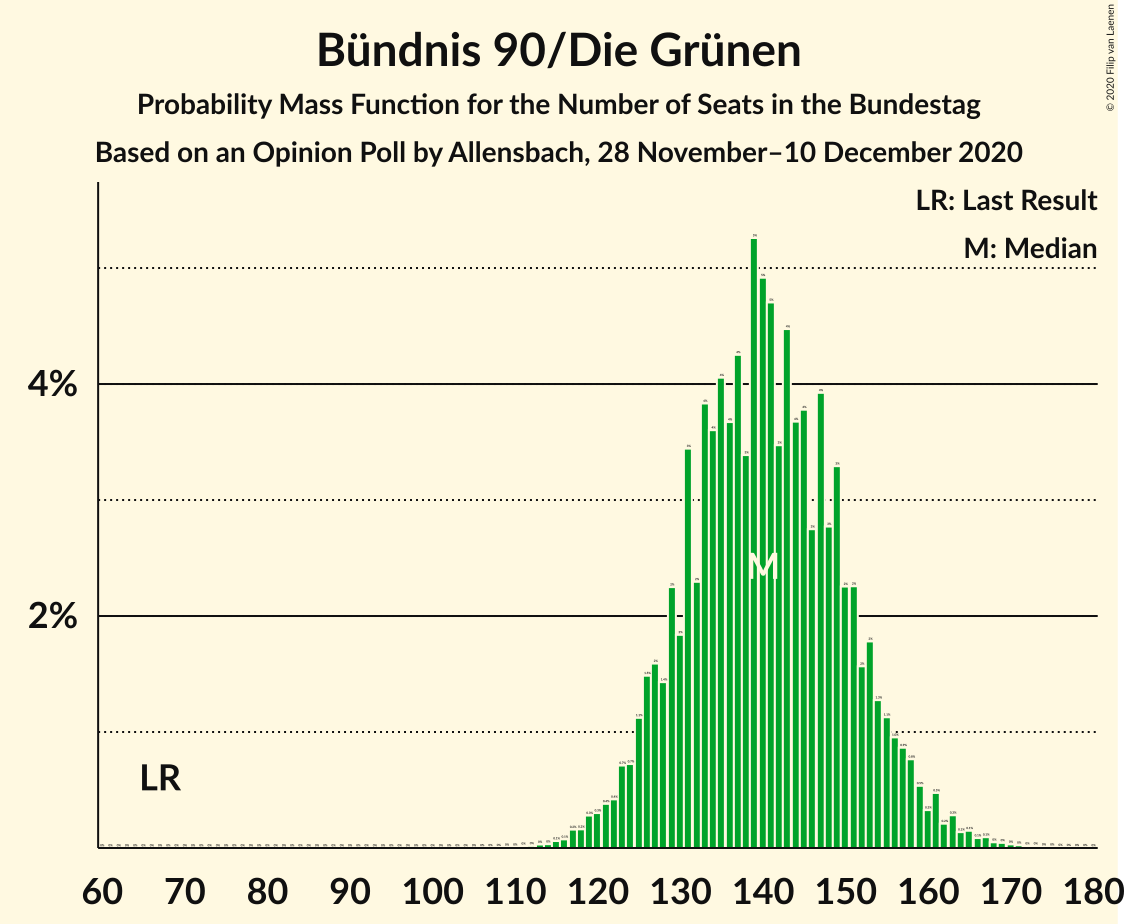 Bündnis 90/Die Grünen
Probability Mass Function for the Number of Seats in the Bundestag
Based on an Opinion Poll by Allensbach, 28 November–10 December 2020
© 2020 Filip van Laenen
LR: Last Result
M: Median
4%
2%
M
LR
60 70 80 90 100 110 120 130 140 150 160 170 180